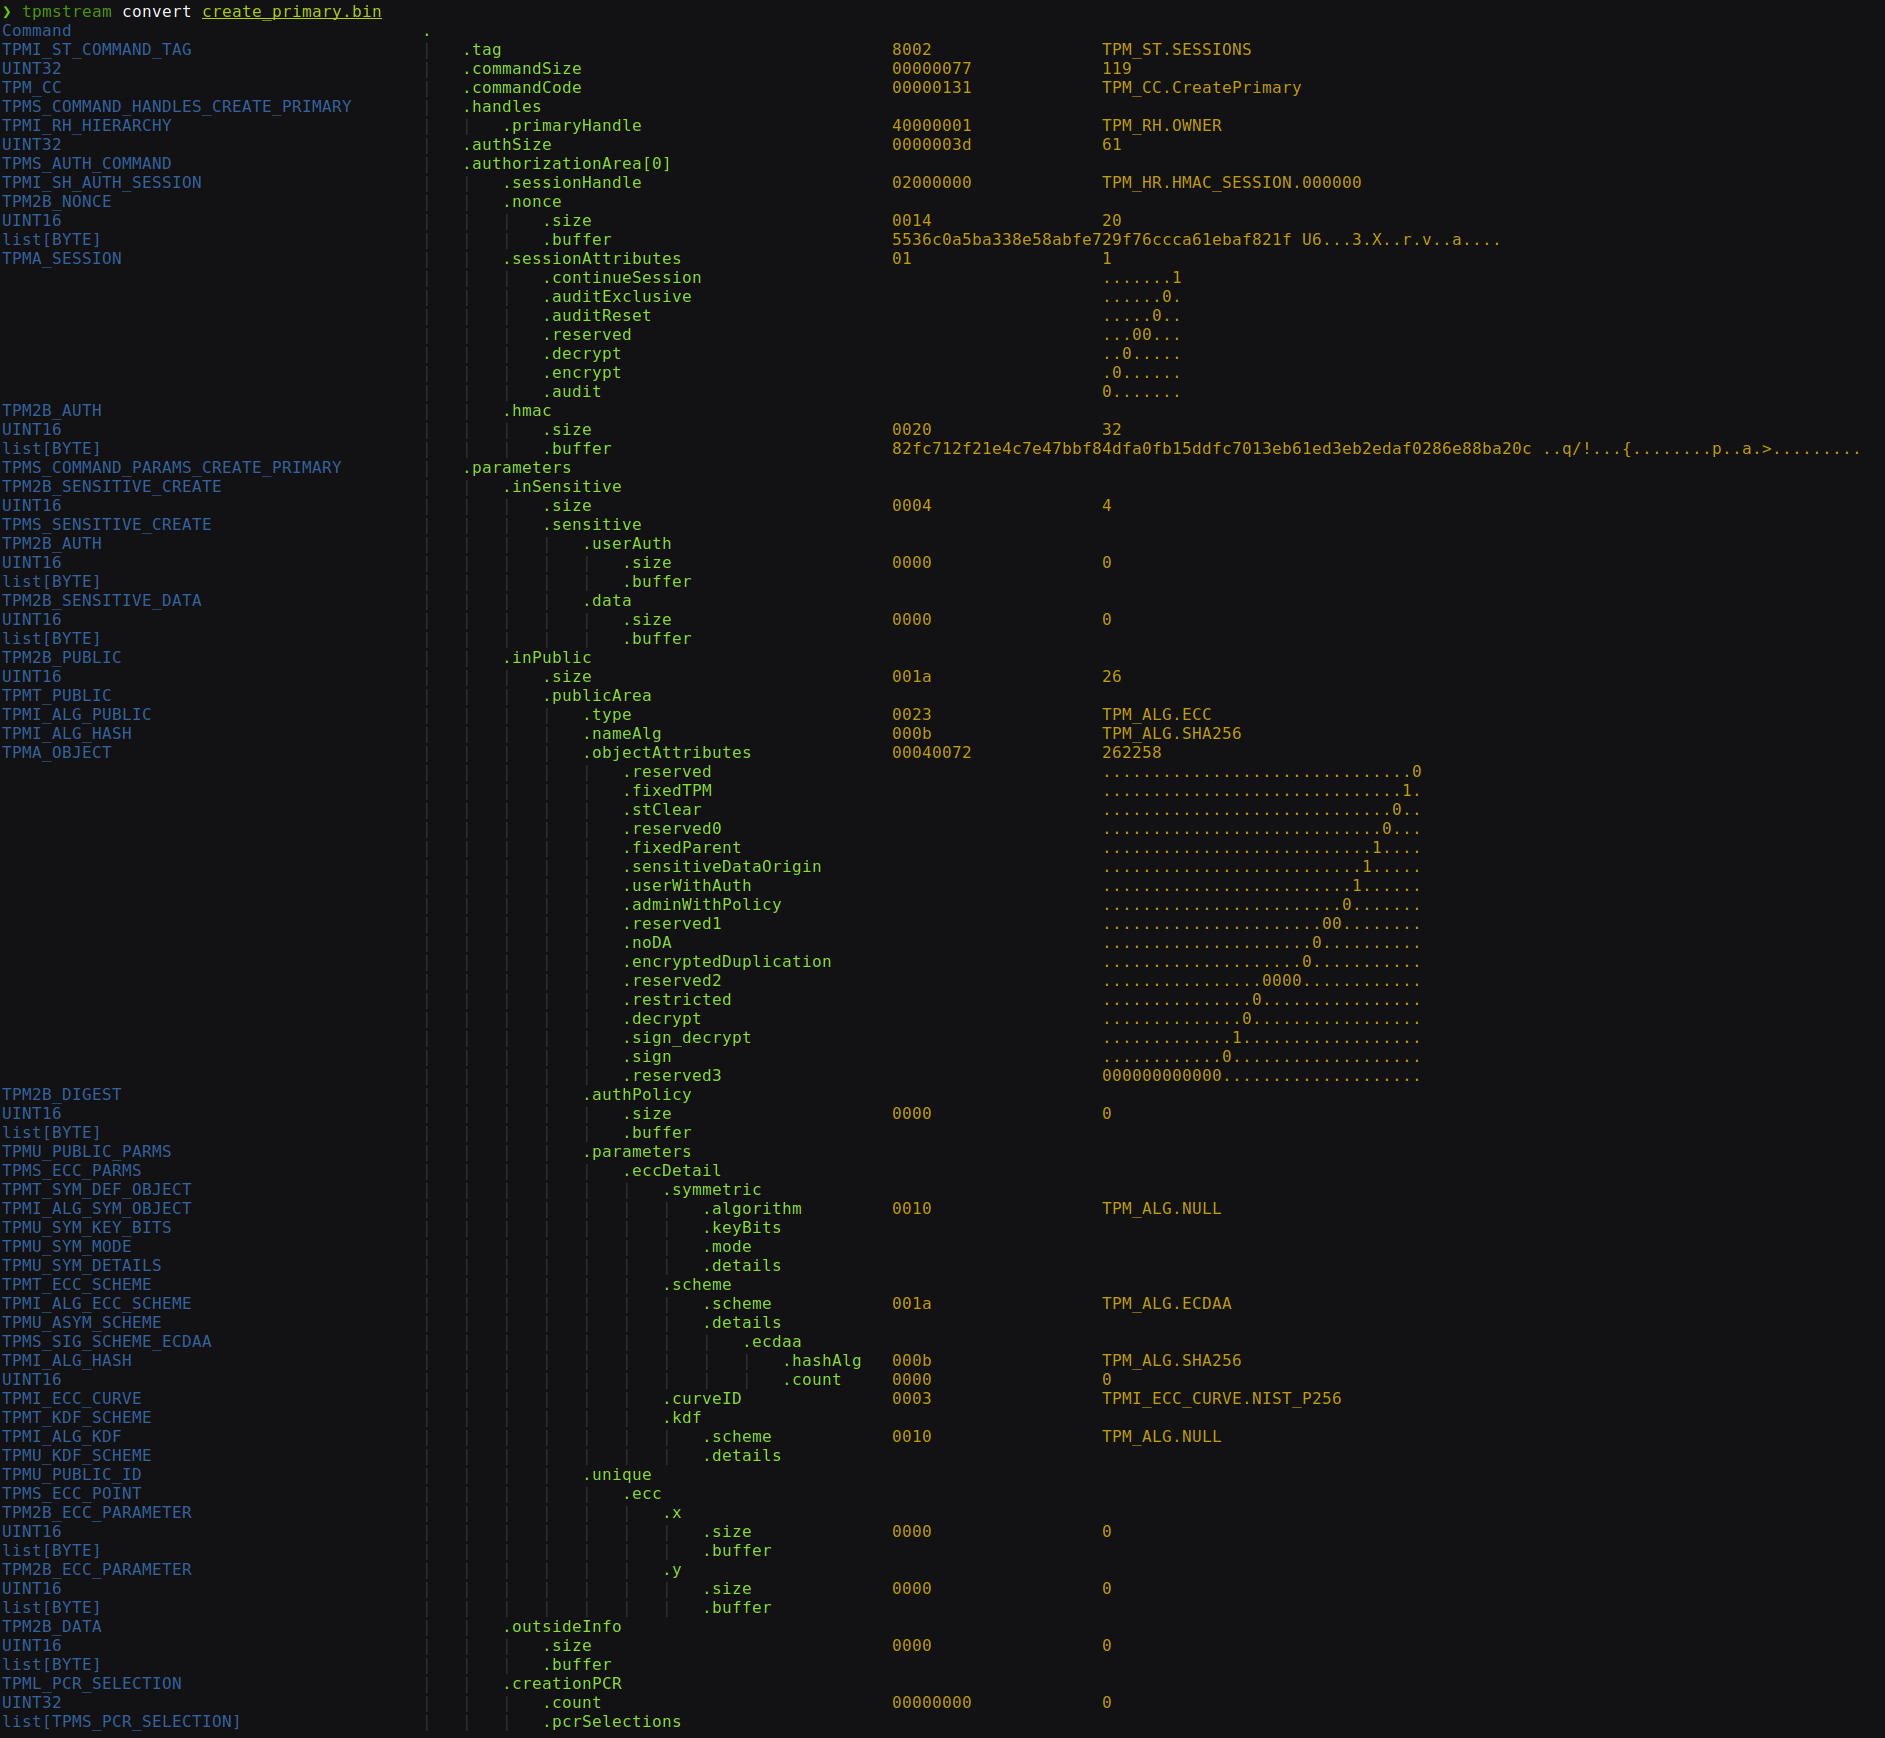 ❯ tpmstream convert create_primary.bin
Command .
TPMI_ST_COMMAND_TAG | .tag 8002 TPM_ST.SESSIONS
UINT32 | .commandSize 00000077 119
TPM_CC | .commandCode 00000131 TPM_CC.CreatePrimary
TPMS_COMMAND_HANDLES_CREATE_PRIMARY | .handles
TPMI_RH_HIERARCHY | | .primaryHandle 40000001 TPM_RH.OWNER
UINT32 | .authSize 0000003d 61
TPMS_AUTH_COMMAND | .authorizationArea[0]
TPMI_SH_AUTH_SESSION | | .sessionHandle 02000000 TPM_HR.HMAC_SESSION.000000
TPM2B_NONCE | | .nonce
UINT16 | | | .size 0014 20
list[BYTE] | | | .buffer 5536c0a5ba338e58abfe729f76ccca61ebaf821f U6...3.X..r.v..a....
TPMA_SESSION | | .sessionAttributes 01 1
| | | .continueSession .......1
| | | .auditExclusive ......0.
| | | .auditReset .....0..
| | | .reserved ...00...
| | | .decrypt ..0.....
| | | .encrypt .0......
| | | .audit 0.......
TPM2B_AUTH | | .hmac
UINT16 | | | .size 0020 32
list[BYTE] | | | .buffer 82fc712f21e4c7e47bbf84dfa0fb15ddfc7013eb61ed3eb2edaf0286e88ba20c ..q/!...{........p..a.>.........
TPMS_COMMAND_PARAMS_CREATE_PRIMARY | .parameters
TPM2B_SENSITIVE_CREATE | | .inSensitive
UINT16 | | | .size 0004 4
TPMS_SENSITIVE_CREATE | | | .sensitive
TPM2B_AUTH | | | | .userAuth
UINT16 | | | | | .size 0000 0
list[BYTE] | | | | | .buffer
TPM2B_SENSITIVE_DATA | | | | .data
UINT16 | | | | | .size 0000 0
list[BYTE] | | | | | .buffer
TPM2B_PUBLIC | | .inPublic
UINT16 | | | .size 001a 26
TPMT_PUBLIC | | | .publicArea
TPMI_ALG_PUBLIC | | | | .type 0023 TPM_ALG.ECC
TPMI_ALG_HASH | | | | .nameAlg 000b TPM_ALG.SHA256
TPMA_OBJECT | | | | .objectAttributes 00040072 262258
| | | | | .reserved ...............................0
| | | | | .fixedTPM ..............................1.
| | | | | .stClear .............................0..
| | | | | .reserved0 ............................0...
| | | | | .fixedParent ...........................1....
| | | | | .sensitiveDataOrigin ..........................1.....
| | | | | .userWithAuth .........................1......
| | | | | .adminWithPolicy ........................0.......
| | | | | .reserved1 ......................00........
| | | | | .noDA .....................0..........
| | | | | .encryptedDuplication ....................0...........
| | | | | .reserved2 ................0000............
| | | | | .restricted ...............0................
| | | | | .decrypt ..............0.................
| | | | | .sign_decrypt .............1..................
| | | | | .sign ............0...................
| | | | | .reserved3 000000000000....................
TPM2B_DIGEST | | | | .authPolicy
UINT16 | | | | | .size 0000 0
list[BYTE] | | | | | .buffer
TPMU_PUBLIC_PARMS | | | | .parameters
TPMS_ECC_PARMS | | | | | .eccDetail
TPMT_SYM_DEF_OBJECT | | | | | | .symmetric
TPMI_ALG_SYM_OBJECT | | | | | | | .algorithm 0010 TPM_ALG.NULL
TPMU_SYM_KEY_BITS | | | | | | | .keyBits
TPMU_SYM_MODE | | | | | | | .mode
TPMU_SYM_DETAILS | | | | | | | .details
TPMT_ECC_SCHEME | | | | | | .scheme
TPMI_ALG_ECC_SCHEME | | | | | | | .scheme 001a TPM_ALG.ECDAA
TPMU_ASYM_SCHEME | | | | | | | .details
TPMS_SIG_SCHEME_ECDAA | | | | | | | | .ecdaa
TPMI_ALG_HASH | | | | | | | | | .hashAlg 000b TPM_ALG.SHA256
UINT16 | | | | | | | | | .count 0000 0
TPMI_ECC_CURVE | | | | | | .curveID 0003 TPMI_ECC_CURVE.NIST_P256
TPMT_KDF_SCHEME | | | | | | .kdf
TPMI_ALG_KDF | | | | | | | .scheme 0010 TPM_ALG.NULL
TPMU_KDF_SCHEME | | | | | | | .details
TPMU_PUBLIC_ID | | | | .unique
TPMS_ECC_POINT | | | | | .ecc
TPM2B_ECC_PARAMETER | | | | | | .x
UINT16 | | | | | | | .size 0000 0
list[BYTE] | | | | | | | .buffer
TPM2B_ECC_PARAMETER | | | | | | .y
UINT16 | | | | | | | .size 0000 0
list[BYTE] | | | | | | | .buffer
TPM2B_DATA | | .outsideInfo
UINT16 | | | .size 0000 0
list[BYTE] | | | .buffer
TPML_PCR_SELECTION | | .creationPCR
UINT32 | | | .count 00000000 0
list[TPMS_PCR_SELECTION] | | | .pcrSelections